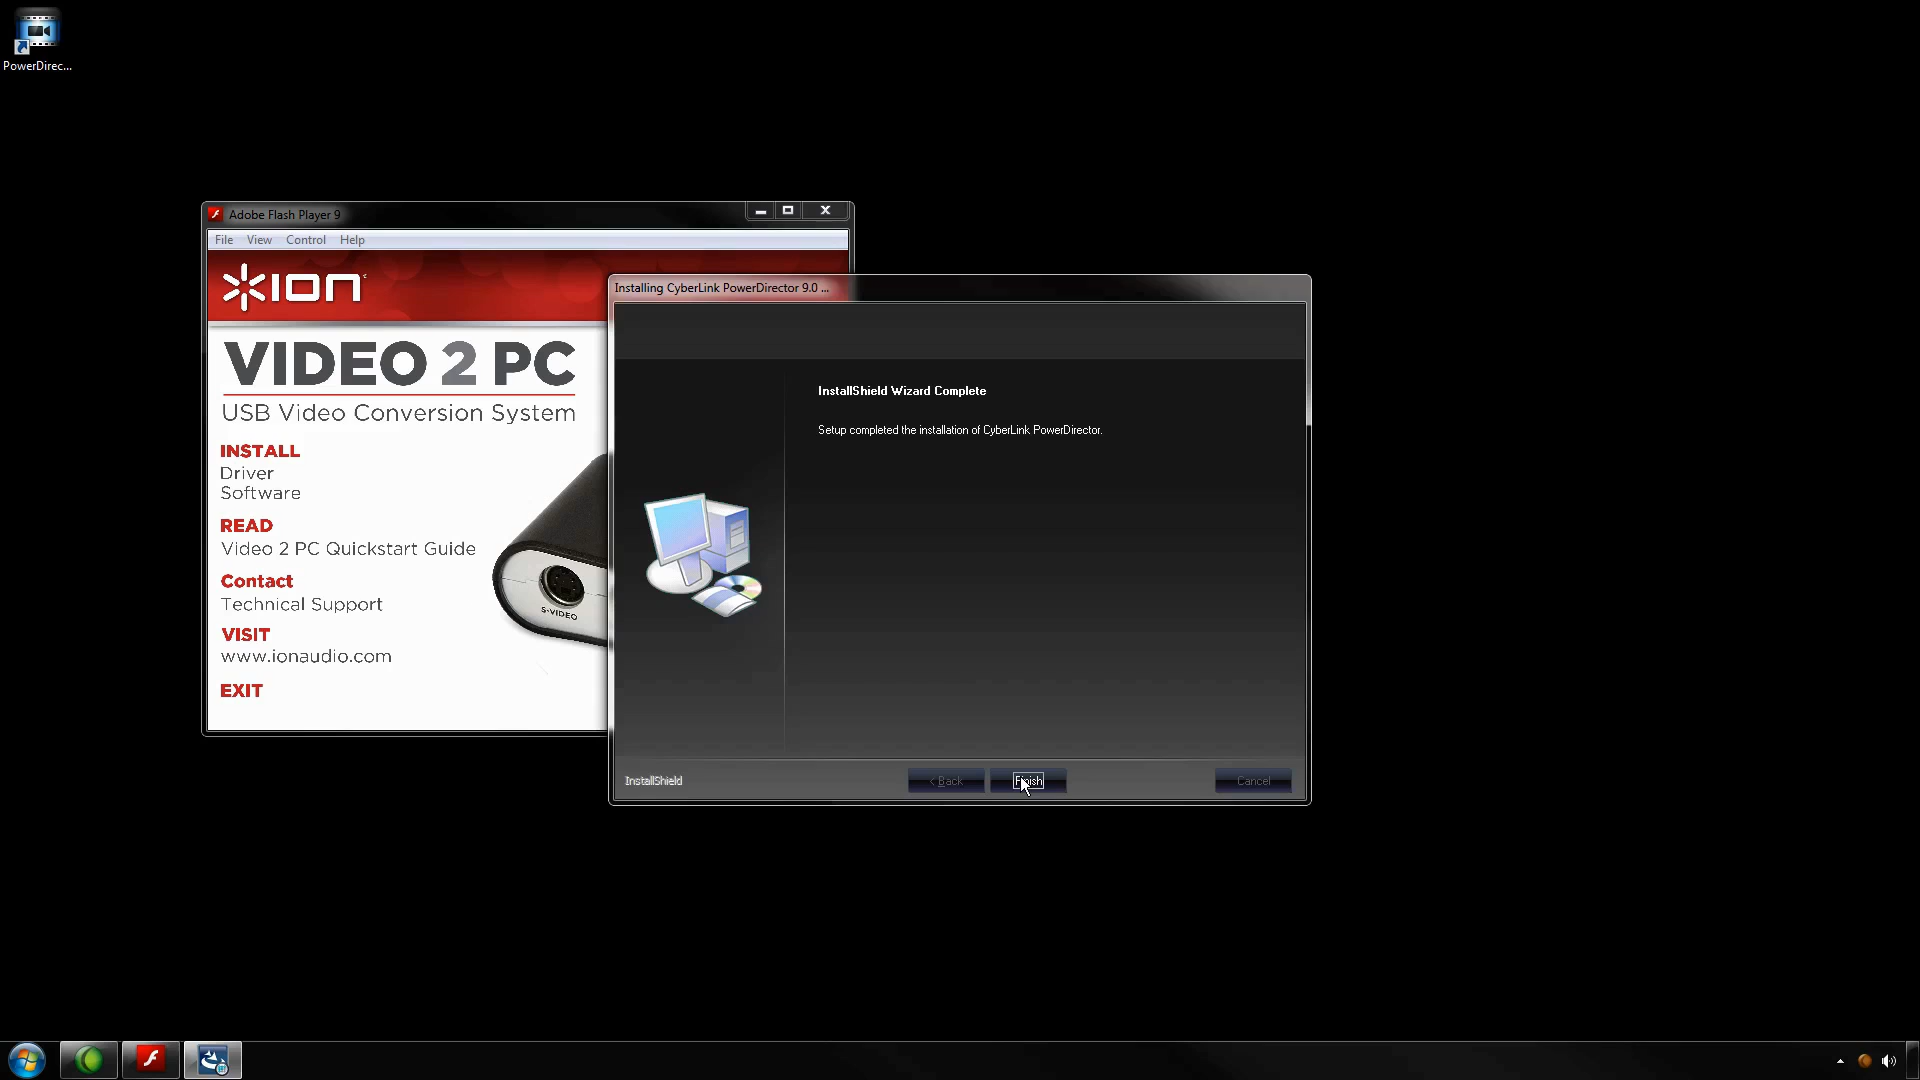 PowerDirec...
Adobe Flash Player 9
File View Control Help
ion
VIDEO 2 PC
USB Video Conversion System
INSTALL
Driver
Software
READ
Video 2 PC Quickstart Guide
Contact
Technical Support
VISIT
www.ionaudio.com
EXIT
S-VIDEO
Installing CyberLink PowerDirector 9.0 ...
InstallShield Wizard Complete
Setup completed the installation of CyberLink PowerDirector.
InstallShield
< Back
Finish
Cancel